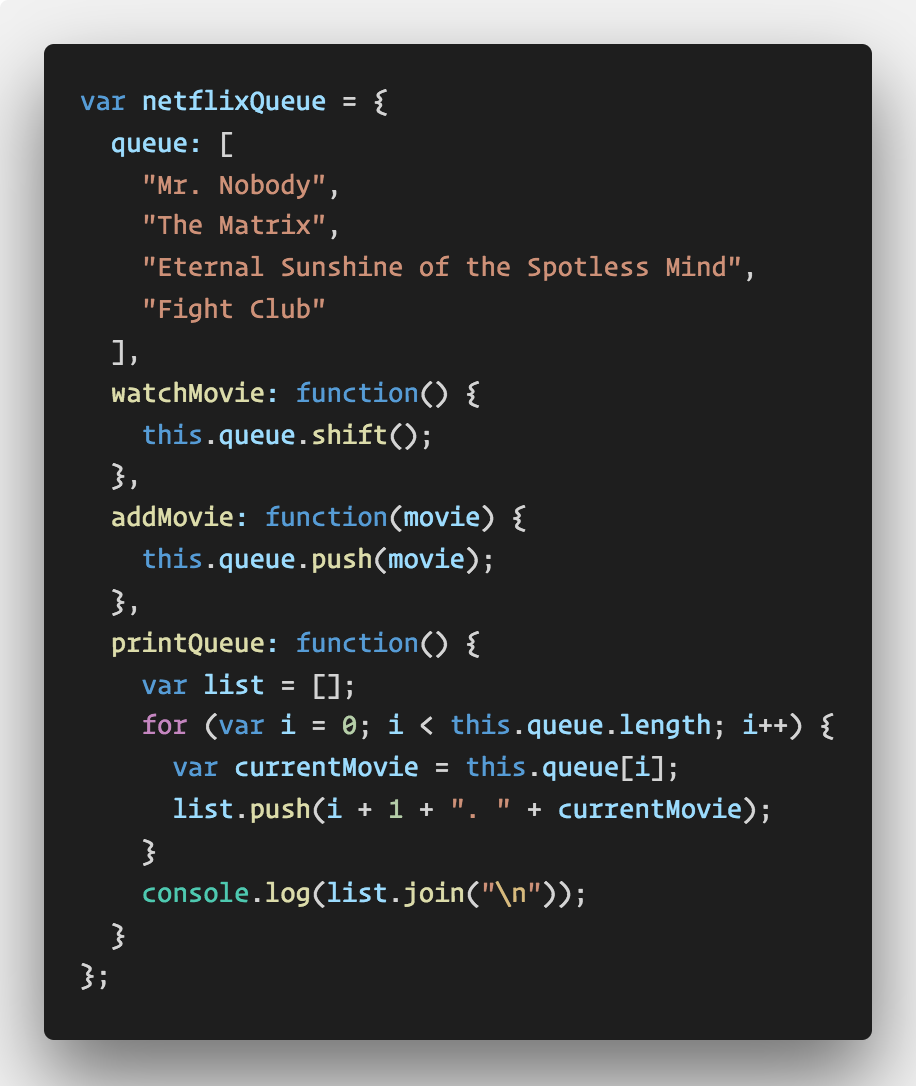 var netflixQueue = {
  queue: [
    "Mr. Nobody",
    "The Matrix",
    "Eternal Sunshine of the Spotless Mind",
    "Fight Club"
  ],
  watchMovie: function() {
    this.queue.shift();
  },
  addMovie: function(movie) {
    this.queue.push(movie);
  },
  printQueue: function() {
    var list = [];
    for (var i = 0; i < this.queue.length; i++) {
      var currentMovie = this.queue[i];
      list.push(i + 1 + ". " + currentMovie);
    }
    console.log(list.join("\n"));
  }
};